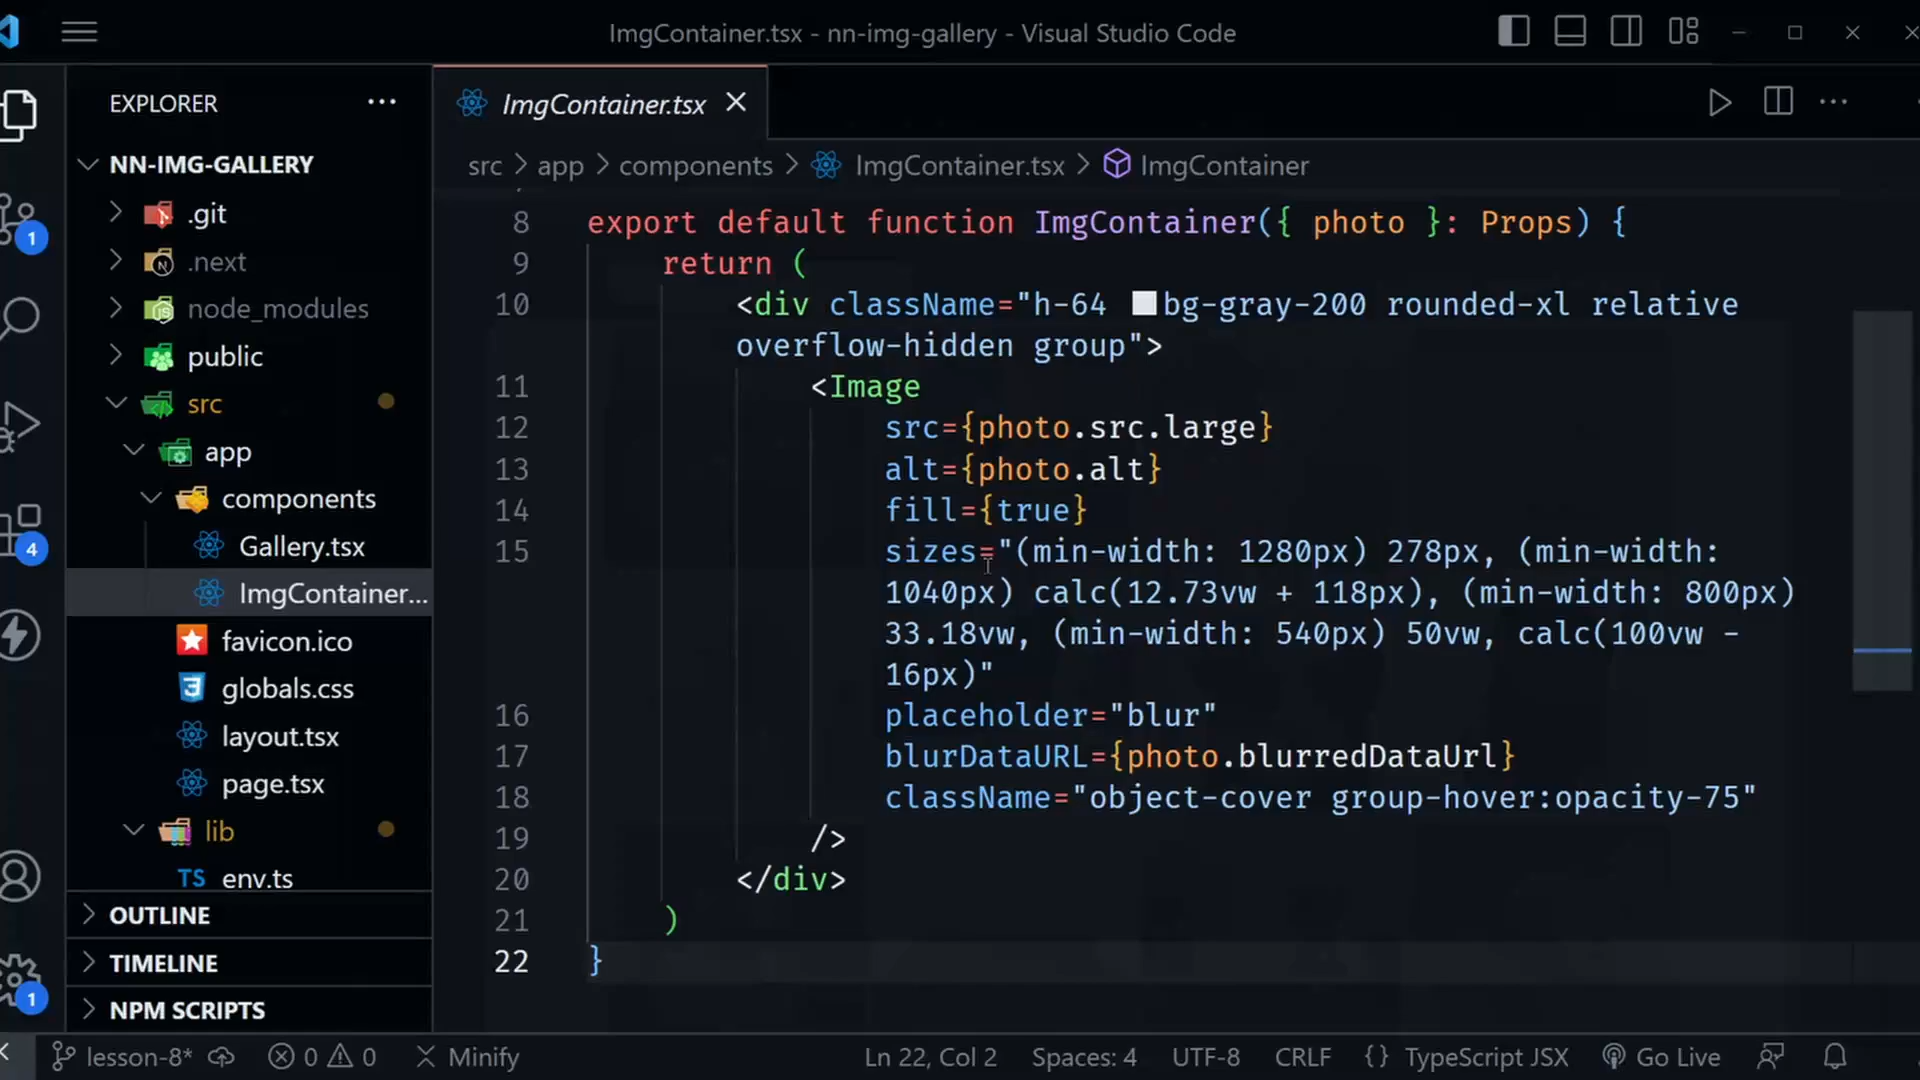 ImgContainer.tsx - nn-img-gallery - Visual Studio Code
EXPLORER
NN-IMG-GALLERY
.git
.next
node_modules
public
src
app
components
Gallery.tsx
ImgContainer...
favicon.ico
globals.css
layout.tsx
page.tsx
lib
TS env.ts
OUTLINE
TIMELINE
NPM SCRIPTS
1
4
1
ImgContainer.tsx
src > app > components > ImgContainer.tsx > ImgContainer
8 export default function ImgContainer({ photo }: Props) {
9 return (
10 <div className="h-64 bg-gray-200 rounded-xl relative
overflow-hidden group">
11 <Image
12 src={photo.src.large}
13 alt={photo.alt}
14 fill={true}
15 sizes="(min-width: 1280px) 278px, (min-width:
1040px) calc(12.73vw + 118px), (min-width: 800px)
33.18vw, (min-width: 540px) 50vw, calc(100vw -
16px)"
16 placeholder="blur"
17 blurDataURL={photo.blurredDataUrl}
18 className="object-cover group-hover:opacity-75"
19 />
20 </div>
21 )
22 }
lesson-8* 0 0 Minify Ln 22, Col 2 Spaces: 4 UTF-8 CRLF {} TypeScript JSX Go Live